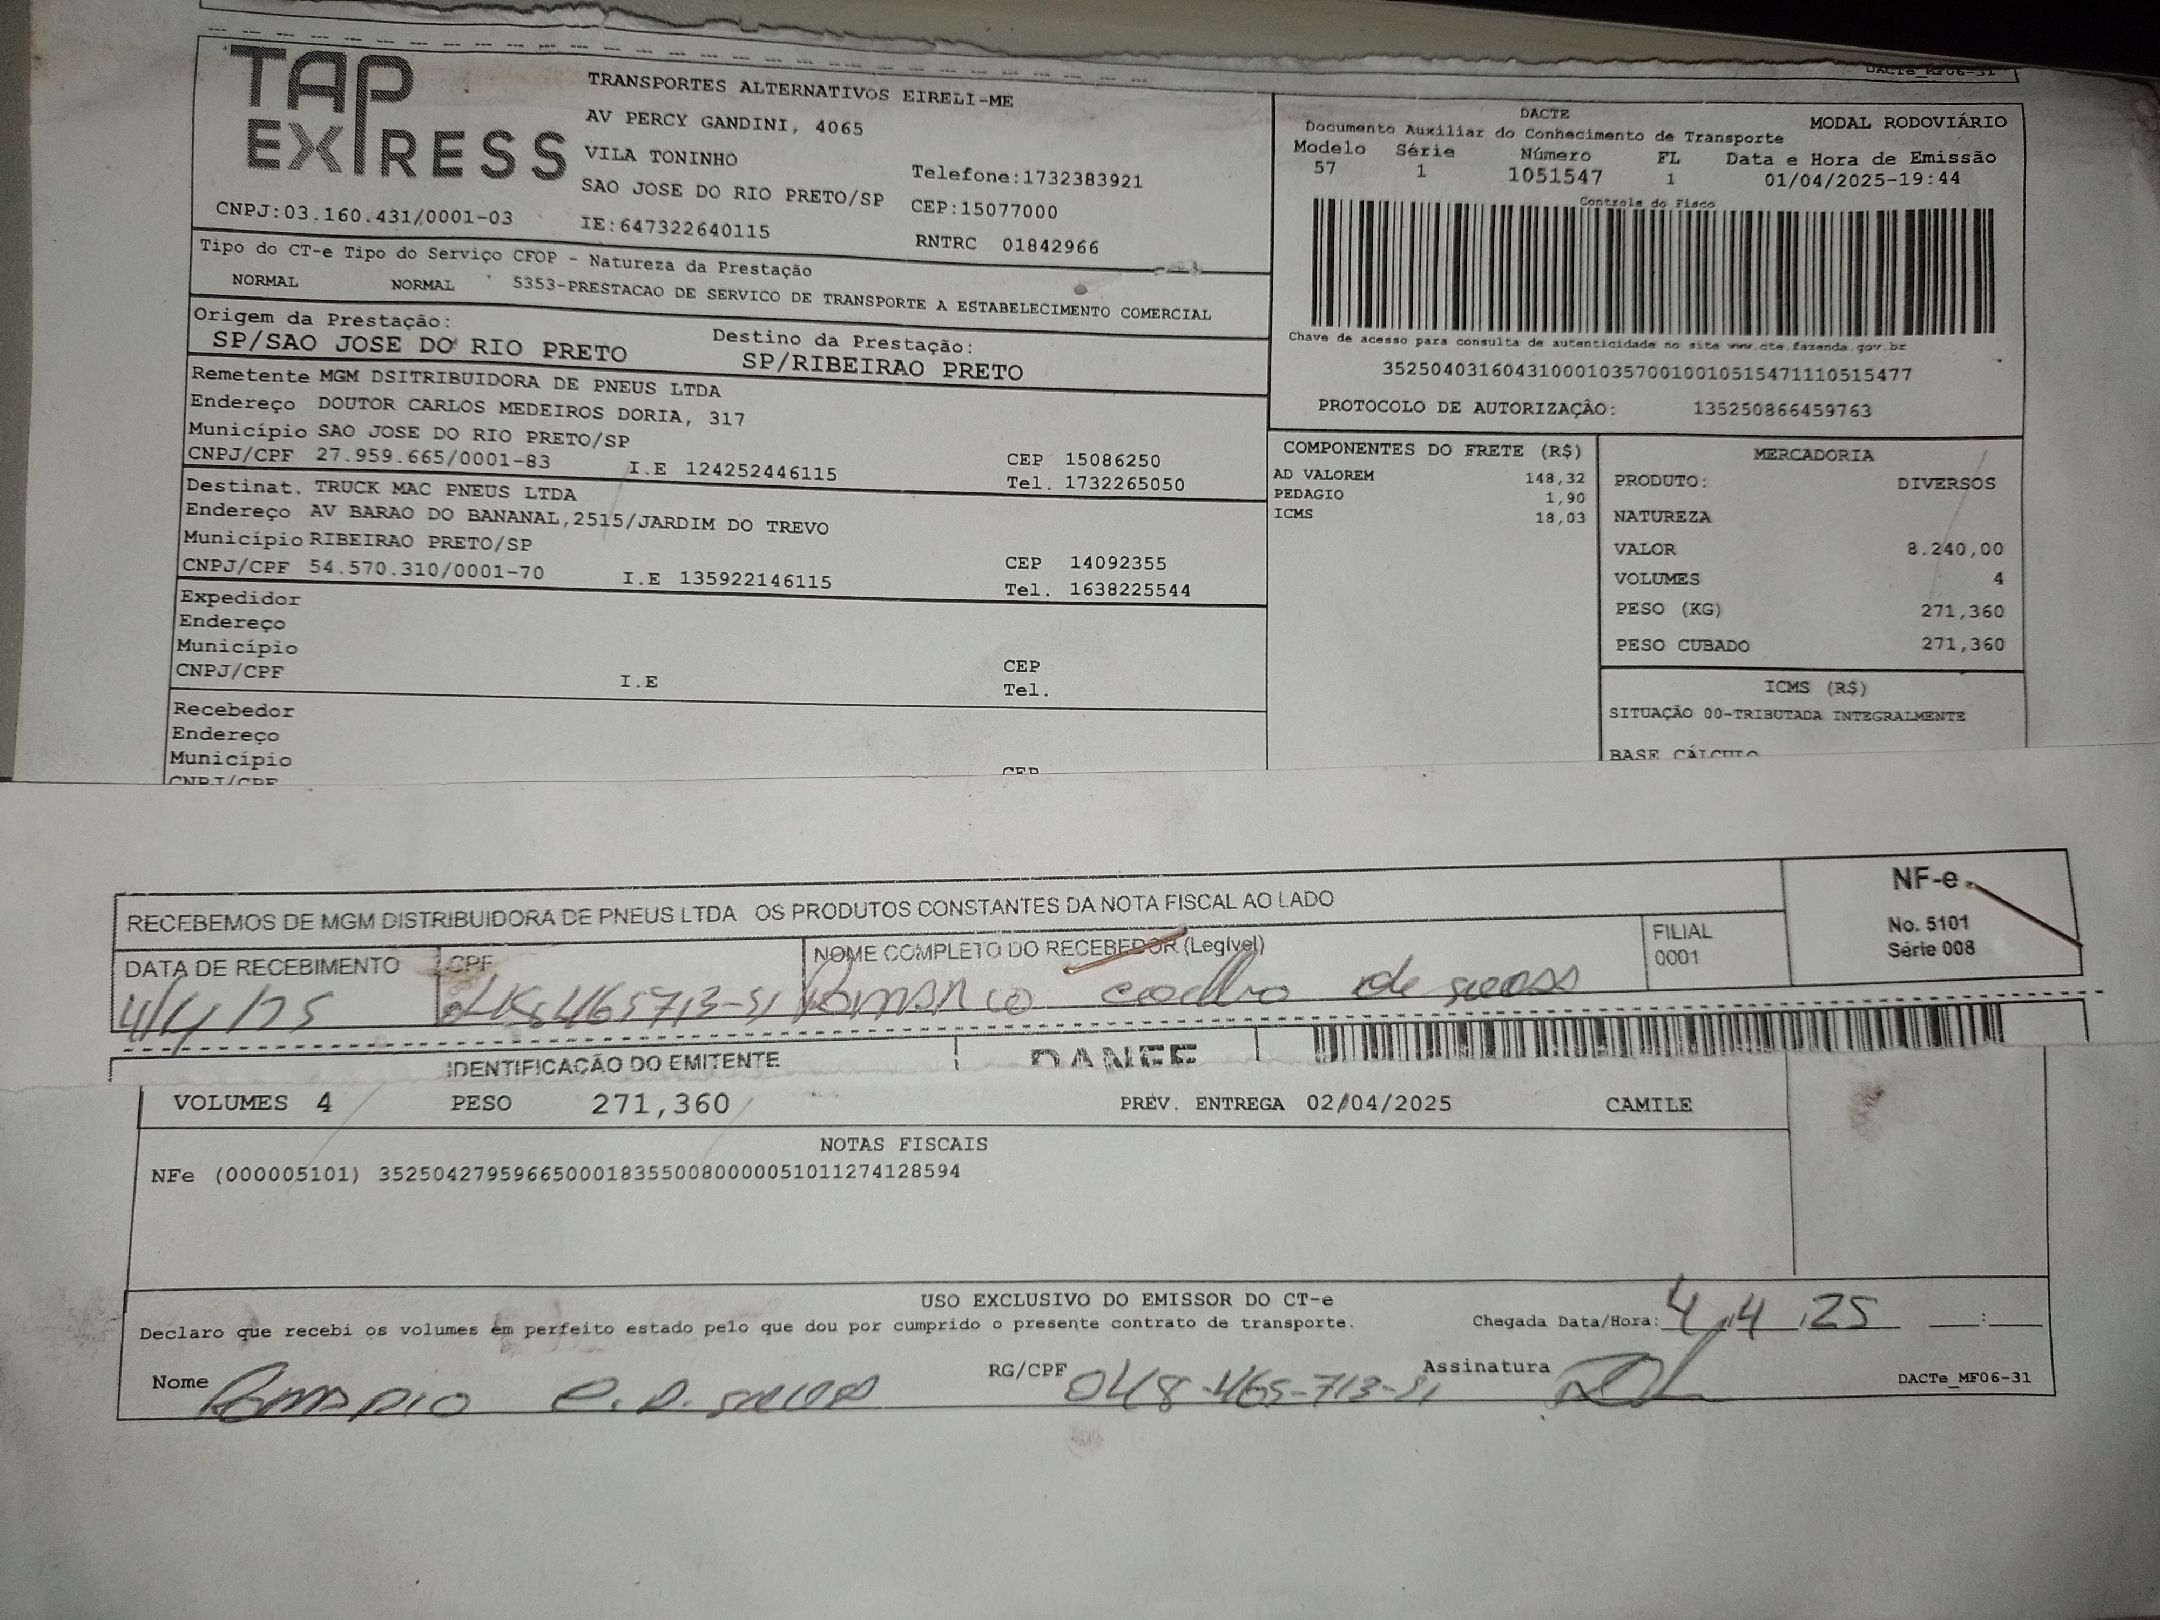 DACTe_MF06-31
TAP EXPRESS
TRANSPORTES ALTERNATIVOS EIRELI-ME
AV PERCY GANDINI, 4065
VILA TONINHO
Telefone:1732383921
SAO JOSE DO RIO PRETO/SP CEP:15077000
CNPJ:03.160.431/0001-03 IE:647322640115 RNTRC 01842966
DACTE MODAL RODOVIÁRIO
Documento Auxiliar do Conhecimento de Transporte
Modelo Série Número FL Data e Hora de Emissão
57 1 1051547 1 01/04/2025-19:44
Controle do Fisco
Chave de acesso para consulta de autenticidade no site www.cte.fazenda.gov.br
35250403160431000103570010010515471110515477
PROTOCOLO DE AUTORIZAÇÃO: 135250866459763
Tipo do CT-e Tipo do Serviço CFOP - Natureza da Prestação
NORMAL NORMAL 5353-PRESTACAO DE SERVICO DE TRANSPORTE A ESTABELECIMENTO COMERCIAL
Origem da Prestação: Destino da Prestação:
SP/SAO JOSE DO RIO PRETO SP/RIBEIRAO PRETO
Remetente MGM DSITRIBUIDORA DE PNEUS LTDA
Endereço DOUTOR CARLOS MEDEIROS DORIA, 317
Município SAO JOSE DO RIO PRETO/SP CEP 15086250
CNPJ/CPF 27.959.665/0001-83 I.E 124252446115 Tel. 1732265050
Destinat. TRUCK MAC PNEUS LTDA
Endereço AV BARAO DO BANANAL,2515/JARDIM DO TREVO
Município RIBEIRAO PRETO/SP CEP 14092355
CNPJ/CPF 54.570.310/0001-70 I.E 135922146115 Tel. 1638225544
Expedidor
Endereço
Município CEP
CNPJ/CPF I.E Tel.
Recebedor
Endereço
Município CEP
CNPJ/CPF
COMPONENTES DO FRETE (R$)
AD VALOREM 148,32
PEDAGIO 1,90
ICMS 18,03
MERCADORIA
PRODUTO: DIVERSOS
NATUREZA
VALOR 8.240,00
VOLUMES 4
PESO (KG) 271,360
PESO CUBADO 271,360
ICMS (R$)
SITUAÇÃO 00-TRIBUTADA INTEGRALMENTE
BASE CÁLCULO
RECEBEMOS DE MGM DISTRIBUIDORA DE PNEUS LTDA OS PRODUTOS CONSTANTES DA NOTA FISCAL AO LADO
NF-e
No. 5101
Série 008
DATA DE RECEBIMENTO CPF NOME COMPLETO DO RECEBEDOR (Legível) FILIAL
0001
4/4/25 de
IDENTIFICAÇÃO DO EMITENTE DANFE
VOLUMES 4 PESO 271,360 PREV. ENTREGA 02/04/2025 CAMILE
NOTAS FISCAIS
NFe (000005101) 35250427959665000183550080000051011274128594
USO EXCLUSIVO DO EMISSOR DO CT-e
Declaro que recebi os volumes em perfeito estado pelo que dou por cumprido o presente contrato de transporte. Chegada Data/Hora: 4.4.25 :
Nome RG/CPF 048-465-713-51 Assinatura
DACTe_MF06-31